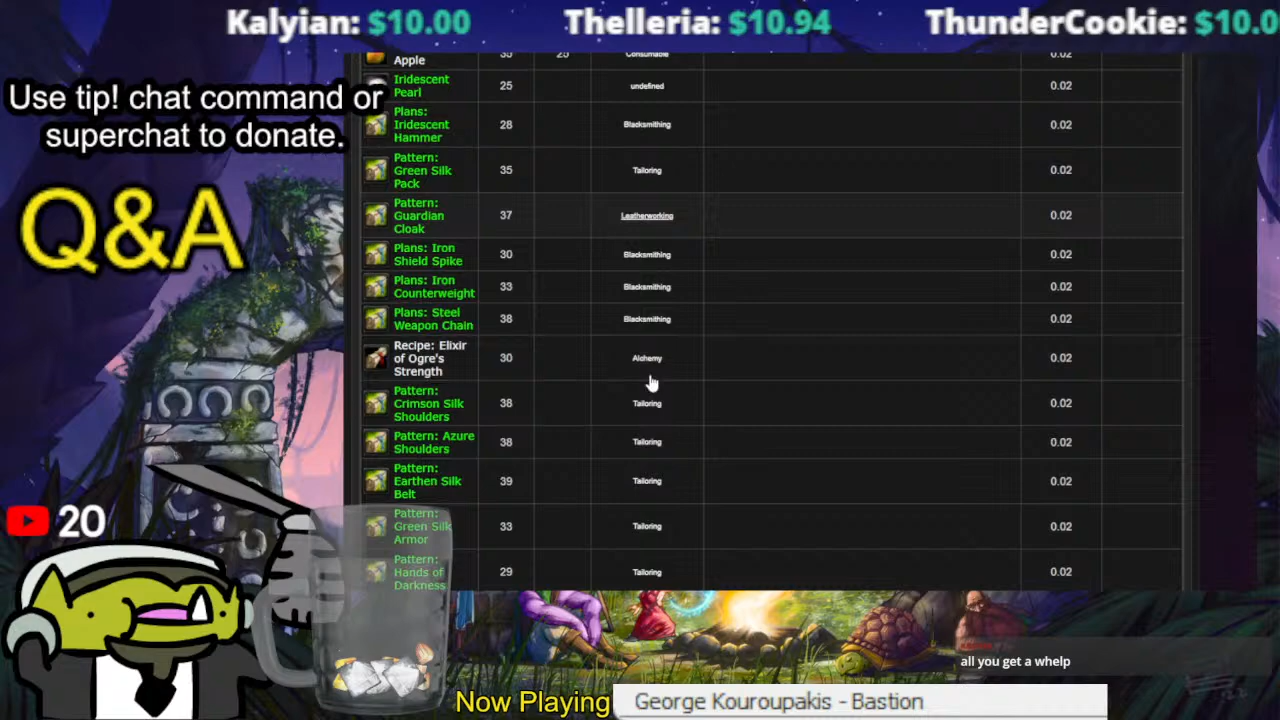 Kalyian: $10.00 Thelleria: $10.94 ThunderCookie: $10.0
Use tip! chat command or
superchat to donate.
Q&A
20
Apple 35 25 Consumable 0.02
Iridescent
Pearl 25 undefined 0.02
Plans:
Iridescent
Hammer 28 Blacksmithing 0.02
Pattern:
Green Silk
Pack 35 Tailoring 0.02
Pattern:
Guardian
Cloak 37 Leatherworking 0.02
Plans: Iron
Shield Spike 30 Blacksmithing 0.02
Plans: Iron
Counterweight 33 Blacksmithing 0.02
Plans: Steel
Weapon Chain 38 Blacksmithing 0.02
Recipe: Elixir
of Ogre's
Strength 30 Alchemy 0.02
Pattern:
Crimson Silk
Shoulders 38 Tailoring 0.02
Pattern: Azure
Shoulders 38 Tailoring 0.02
Pattern:
Earthen Silk
Belt 39 Tailoring 0.02
Pattern:
Green Silk
Armor 33 Tailoring 0.02
Pattern:
Hands of
Darkness 29 Tailoring 0.02
all you get a whelp
Now Playing George Kouroupakis - Bastion